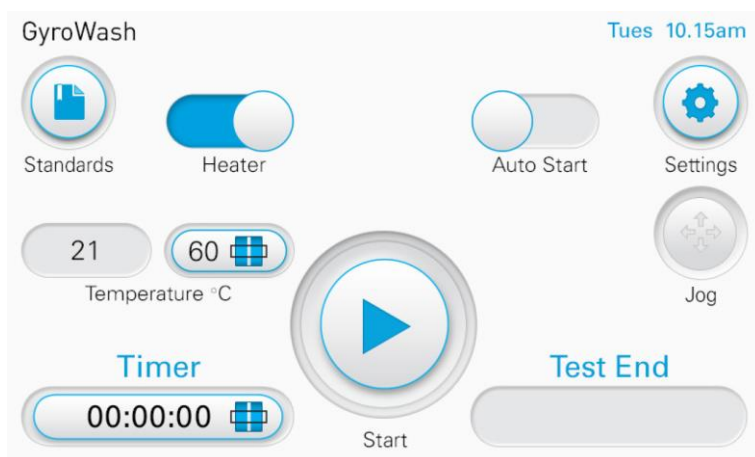 GyroWash
Tues 10.15am
Standards
Heater
Auto Start
Settings
21
60
Temperature °C
Jog
Timer
Test End
00:00:00
Start